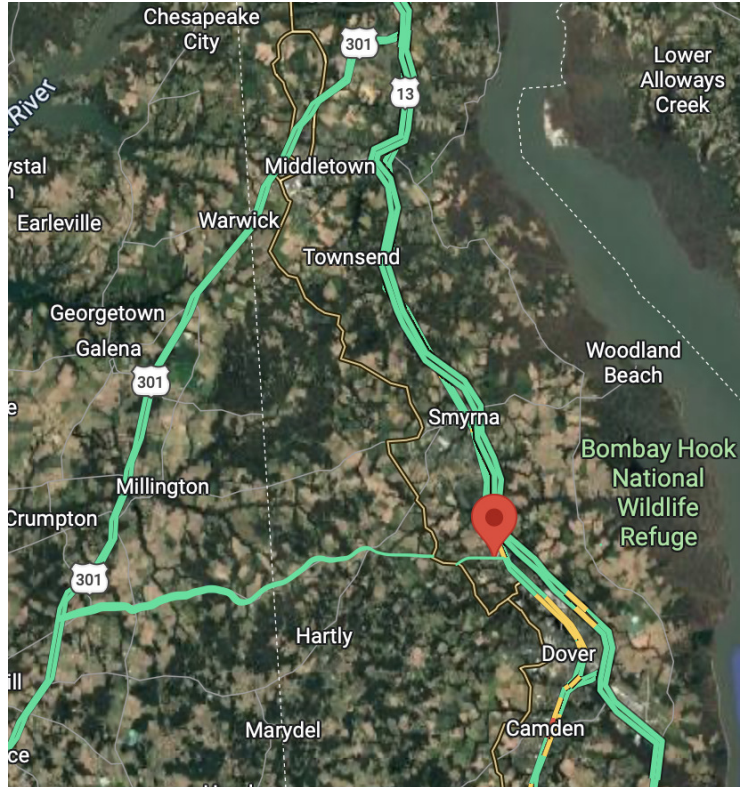 Chesapeake
City
301
Lower
Alloways
Creek
13
River
Middletown
Earleville
Warwick
Townsend
Georgetown
Galena
Woodland
Beach
301
Smyrna
Bombay Hook
National
Wildlife
Refuge
Millington
Crumpton
301
Hartly
Dover
Marydel
Camden